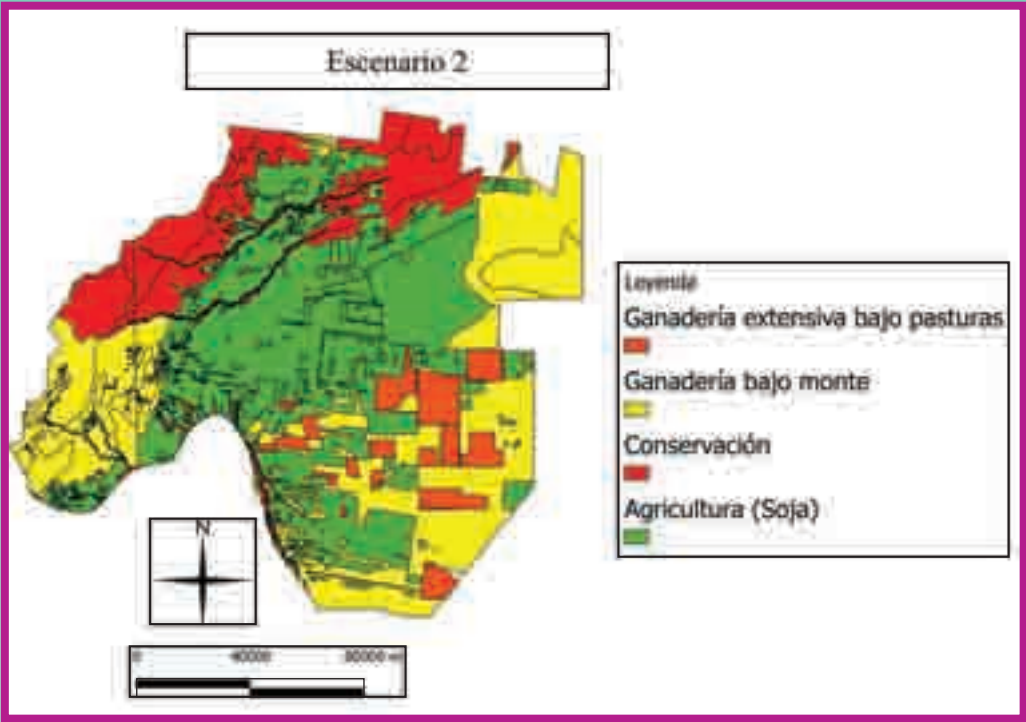 Escenario 2
Leyenda
Ganadería extensiva bajo pasturas
Ganadería bajo monte
Conservación
Agricultura (Soja)
N
0 40000 80000 m